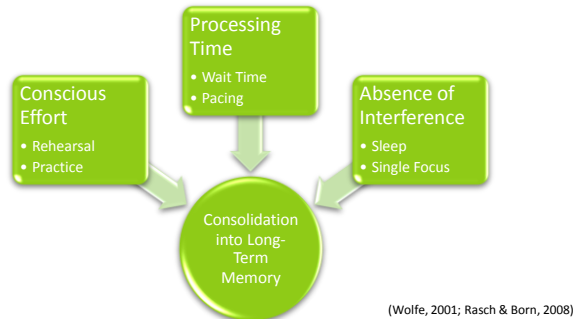 Processing
Time
• Wait Time
• Pacing
Conscious
Effort
• Rehearsal
• Practice
Absence of
Interference
• Sleep
• Single Focus
Consolidation
into Long-
Term
Memory
(Wolfe, 2001; Rasch & Born, 2008)